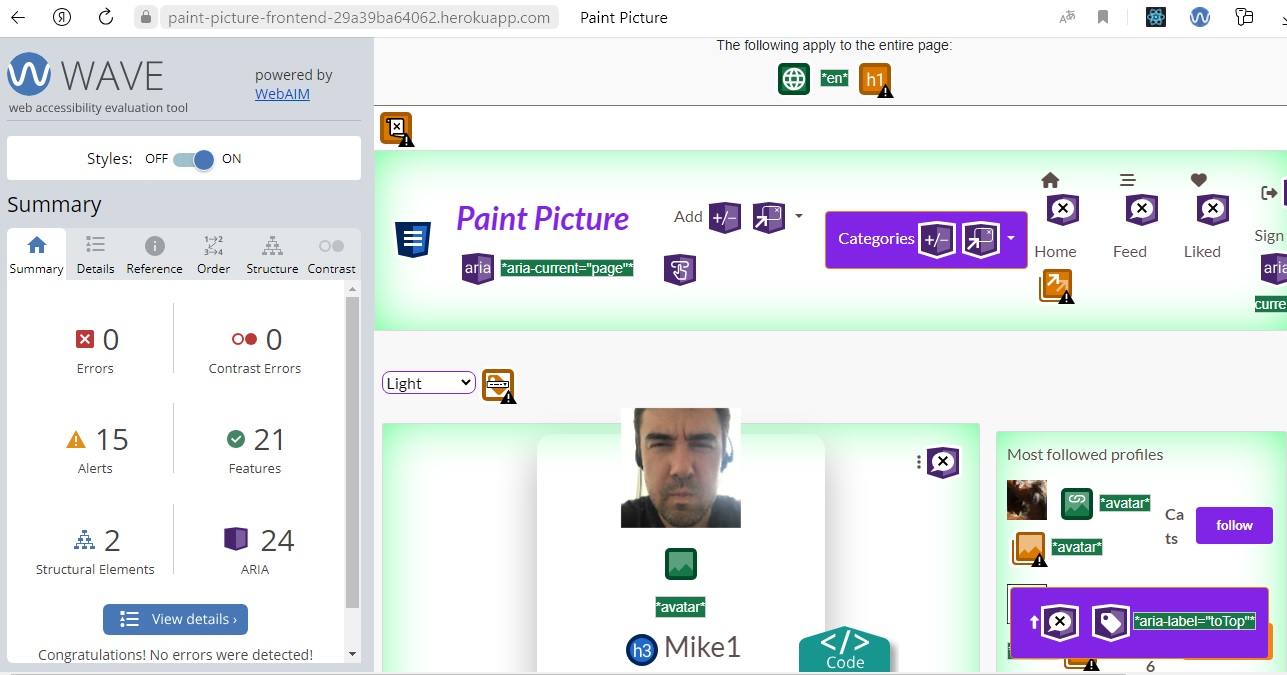 paint-picture-frontend-29a39ba64062.herokuapp.com Paint Picture
WAVE
powered by
WebAIM
web accessibility evaluation tool
Styles: OFF ON
Summary
Summary Details Reference Order Structure Contrast
0 0
Errors Contrast Errors
15 21
Alerts Features
2 24
Structural Elements ARIA
View details ›
Congratulations! No errors were detected!
The following apply to the entire page:
*en* h1
Paint Picture
Add +/-
Categories +/-
Home Feed Liked Sign
aria *aria-current="page"*
aria
curre
Light
Most followed profiles
*avatar*
Ca
ts
follow
*avatar*
*avatar*
h3 Mike1
</>
Code
*aria-label="toTop"*
6